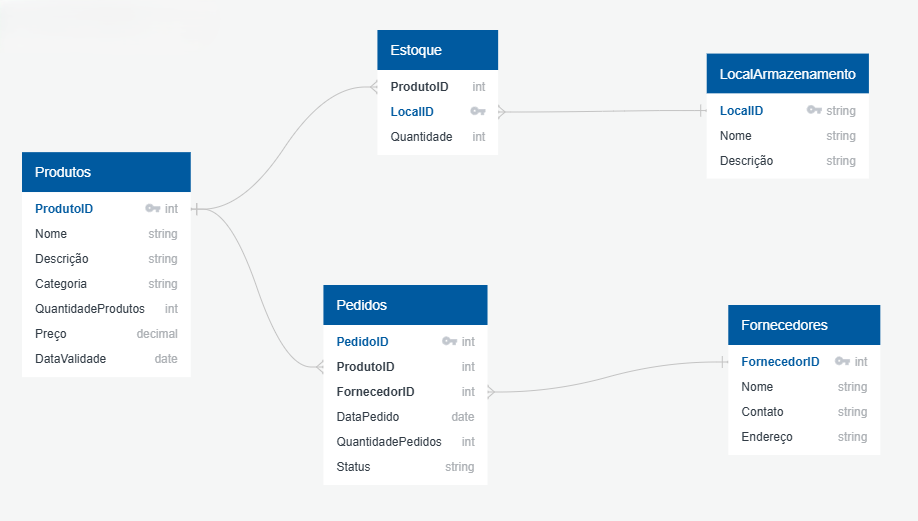 Estoque
ProdutoID int
LocalID
Quantidade int
LocalArmazenamento
LocalID string
Nome string
Descrição string
Produtos
ProdutoID int
Nome string
Descrição string
Categoria string
QuantidadeProdutos int
Preço decimal
DataValidade date
Pedidos
PedidoID int
ProdutoID int
FornecedorID int
DataPedido date
QuantidadePedidos int
Status string
Fornecedores
FornecedorID int
Nome string
Contato string
Endereço string